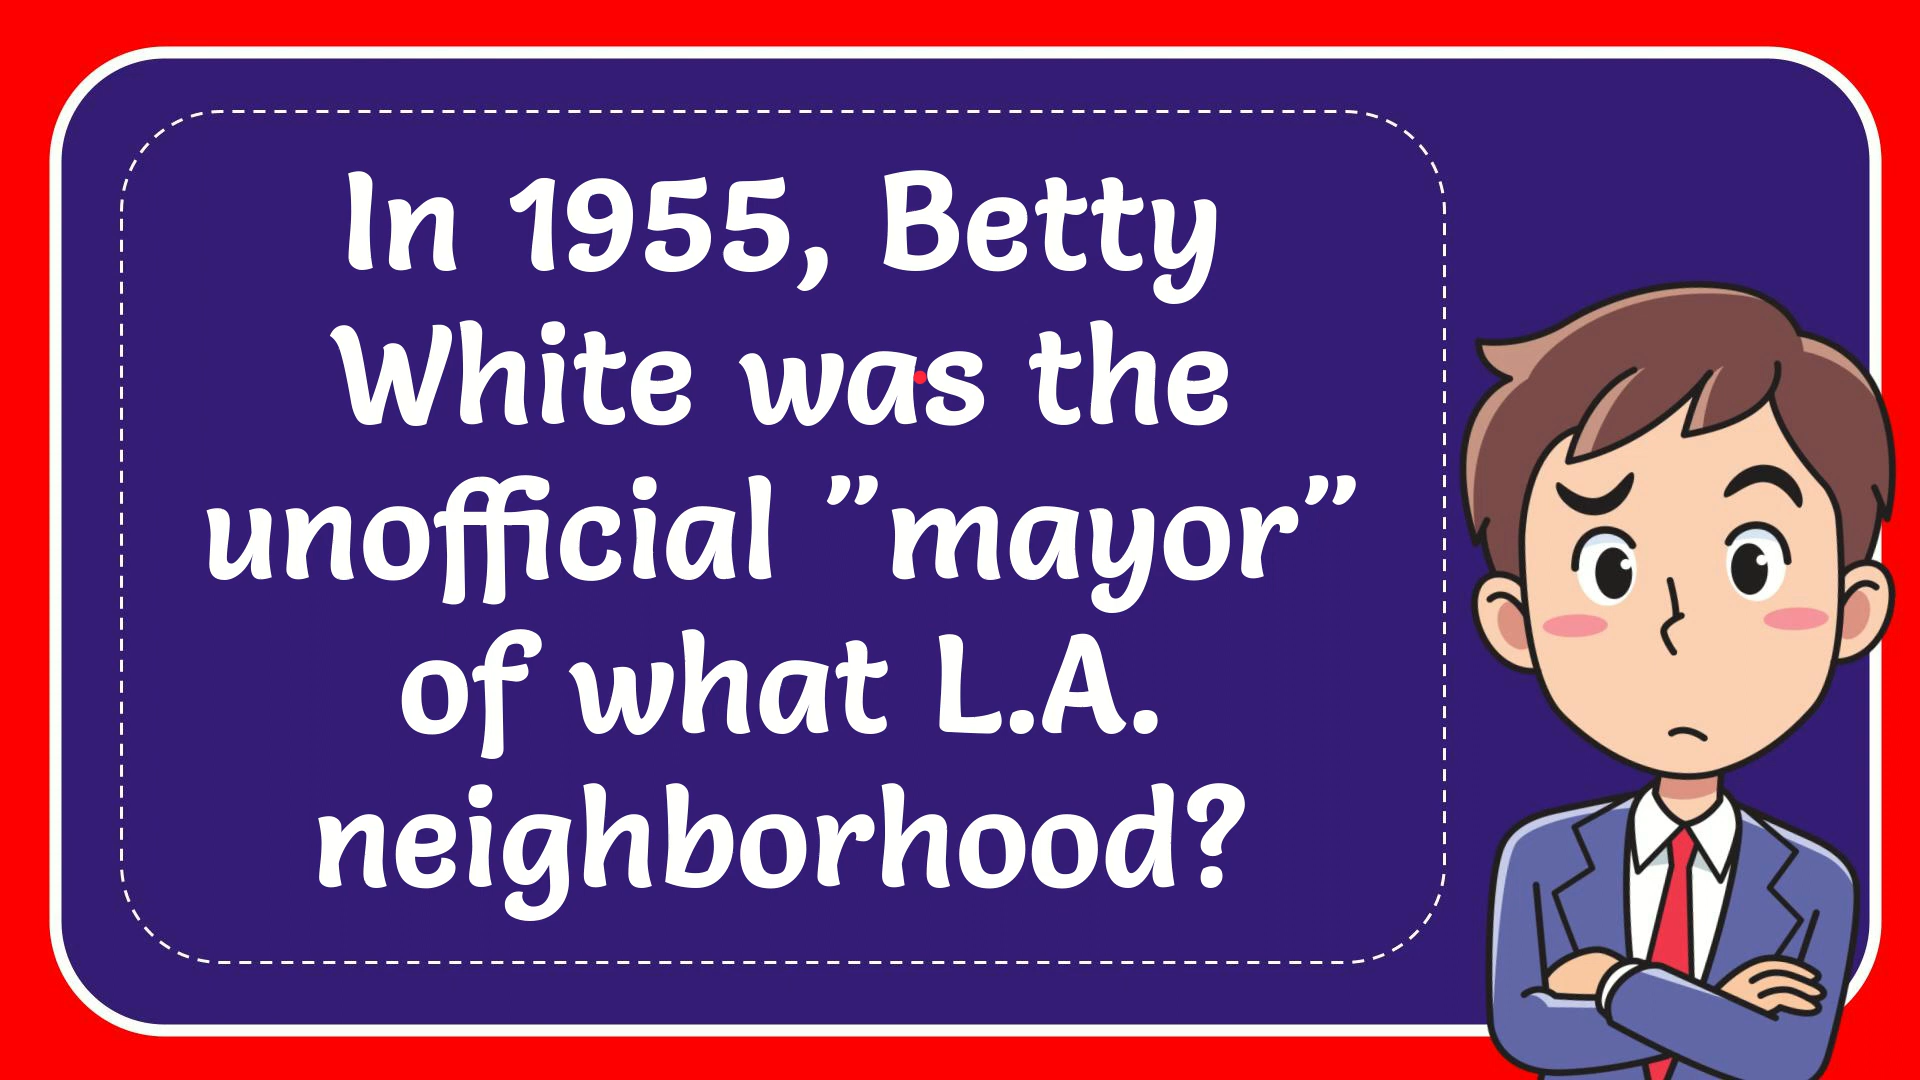 In 1955, Betty
White was the
unofficial "mayor"
of what L.A.
neighborhood?